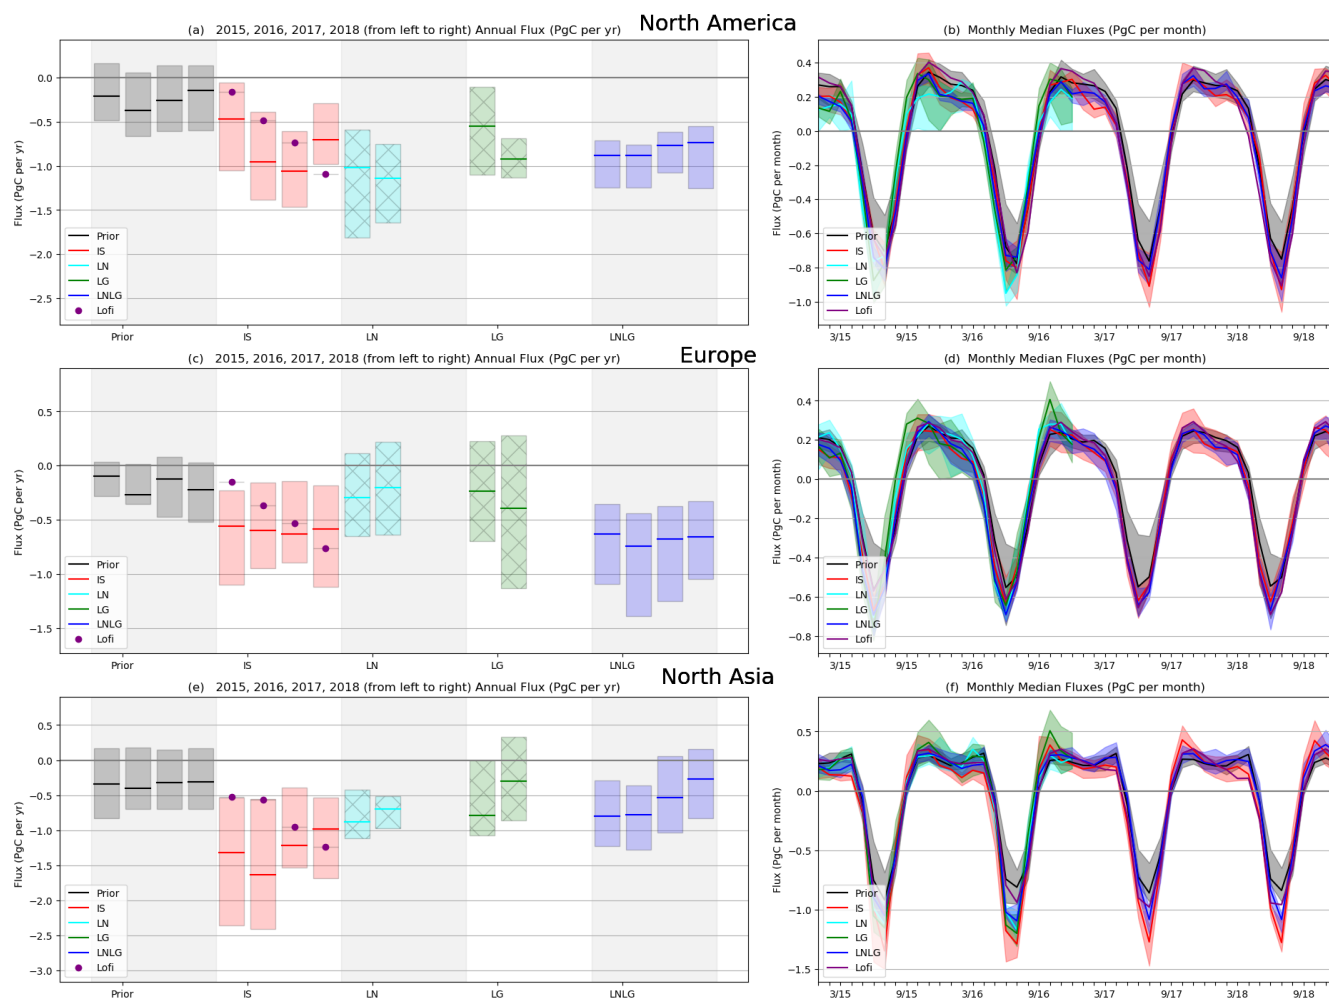 North America
(a)   2015, 2016, 2017, 2018 (from left to right) Annual Flux (PgC per yr)
Flux (PgC per yr)
0.0
−0.5
−1.0
−1.5
−2.0
−2.5
Prior
IS
LN
LG
LNLG
Lofi
Prior IS LN LG LNLG
(b)   Monthly Median Fluxes (PgC per month)
Flux (PgC per month)
0.4
0.2
0.0
−0.2
−0.4
−0.6
−0.8
−1.0
Prior
IS
LN
LG
LNLG
Lofi
3/15 9/15 3/16 9/16 3/17 9/17 3/18 9/18
Europe
(c)   2015, 2016, 2017, 2018 (from left to right) Annual Flux (PgC per yr)
Flux (PgC per yr)
0.5
0.0
−0.5
−1.0
−1.5
Prior
IS
LN
LG
LNLG
Lofi
Prior IS LN LG LNLG
(d)   Monthly Median Fluxes (PgC per month)
Flux (PgC per month)
0.4
0.2
0.0
−0.2
−0.4
−0.6
−0.8
Prior
IS
LN
LG
LNLG
Lofi
3/15 9/15 3/16 9/16 3/17 9/17 3/18 9/18
North Asia
(e)   2015, 2016, 2017, 2018 (from left to right) Annual Flux (PgC per yr)
Flux (PgC per yr)
0.5
0.0
−0.5
−1.0
−1.5
−2.0
−2.5
−3.0
Prior
IS
LN
LG
LNLG
Lofi
Prior IS LN LG LNLG
(f)   Monthly Median Fluxes (PgC per month)
Flux (PgC per month)
0.5
0.0
−0.5
−1.0
−1.5
Prior
IS
LN
LG
LNLG
Lofi
3/15 9/15 3/16 9/16 3/17 9/17 3/18 9/18